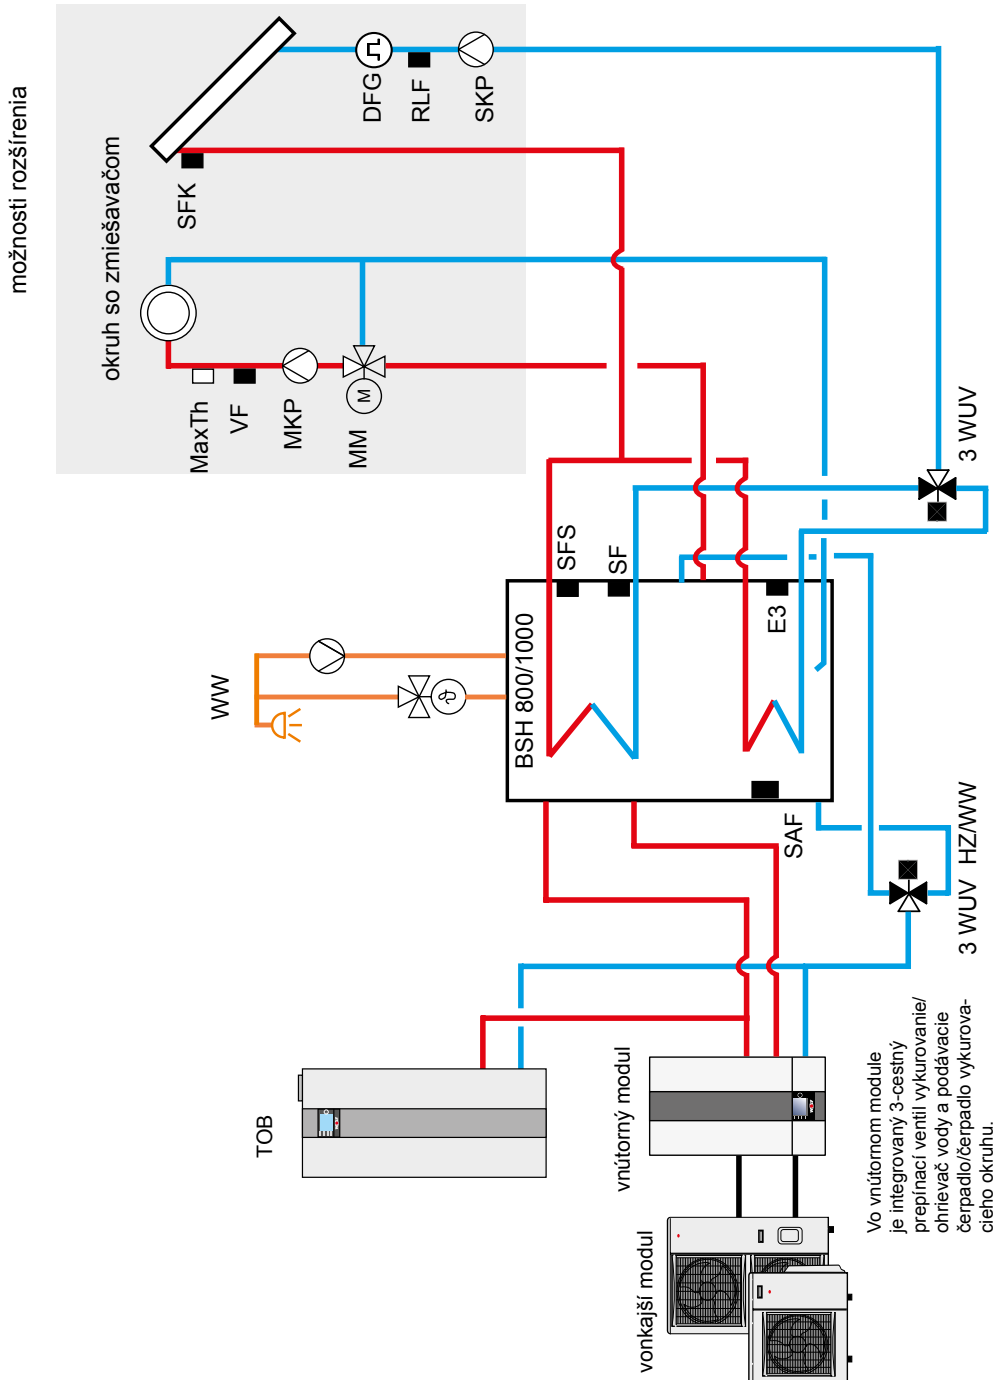 možnosti rozšírenia
okruh so zmiešavačom
SFK
DFG
RLF
SKP
MaxTh
VF
MKP
MM
M
3 WUV
WW
BSH 800/1000
SFS
SF
E3
SAF
3 WUV HZ/WW
TOB
vnútorný modul
vonkajší modul
Vo vnútornom module
je integrovaný 3-cestný
prepínací ventil vykurovanie/
ohrievač vody a podávacie
čerpadlo/čerpadlo vykurova-
cieho okruhu.